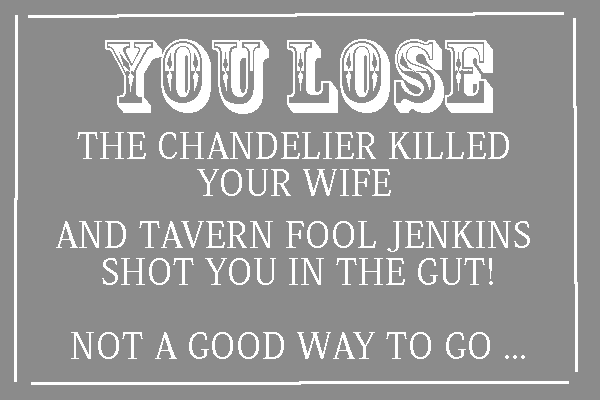 YOU LOSE
THE CHANDELIER KILLED
YOUR WIFE
AND TAVERN FOOL JENKINS
SHOT YOU IN THE GUT!
NOT A GOOD WAY TO GO ...